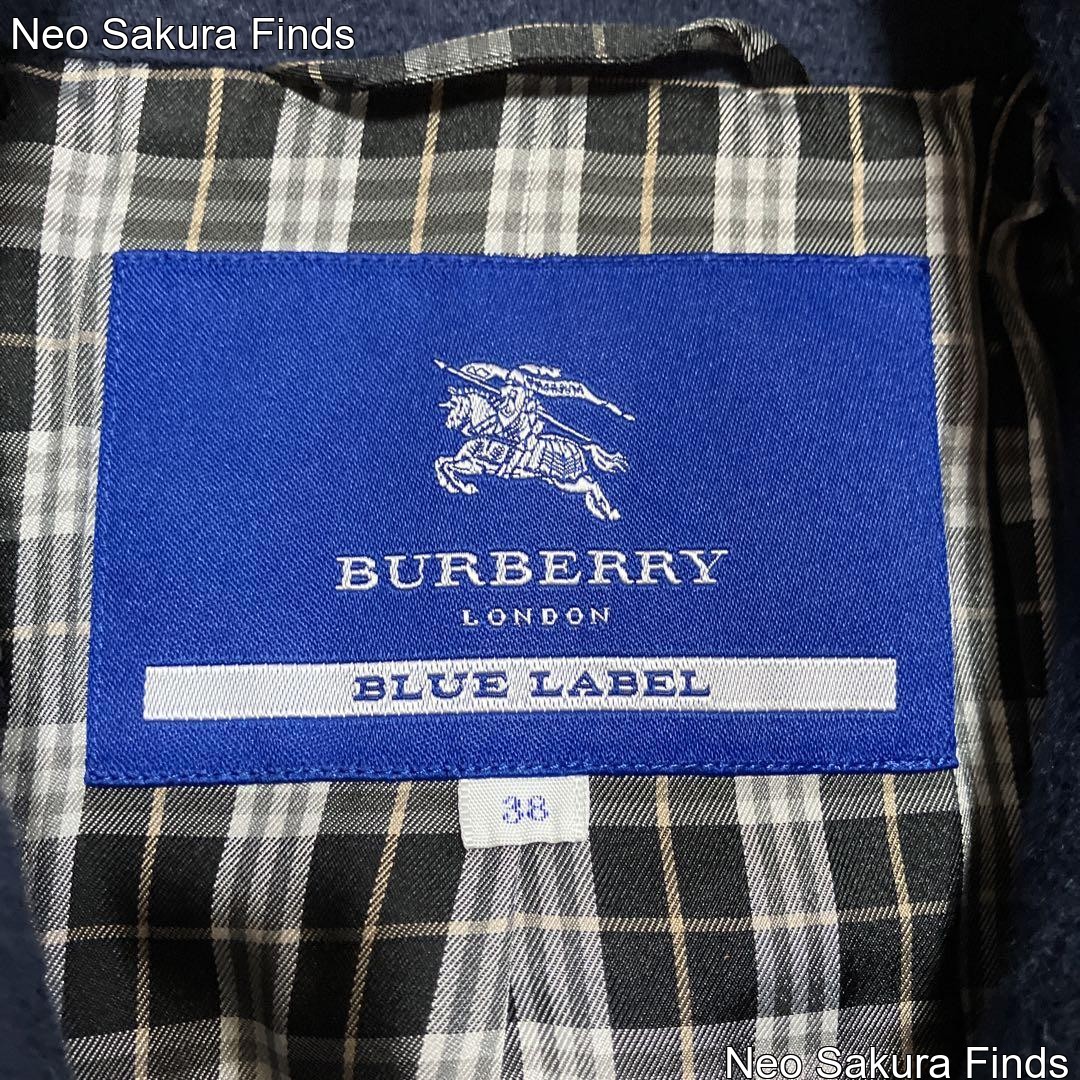 Neo Sakura Finds
BURBERRY
LONDON
BLUE LABEL
38
Neo Sakura Finds